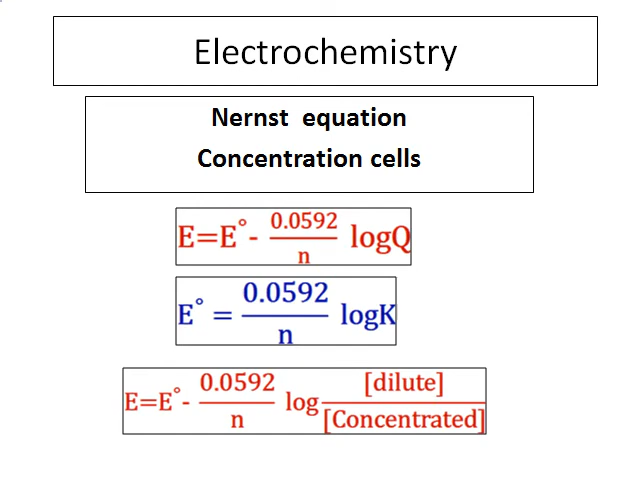 Electrochemistry
Nernst  equation
Concentration cells
E=E°- 0.0592/n logQ
E° = 0.0592/n logK
E=E°- 0.0592/n log [dilute]/[Concentrated]